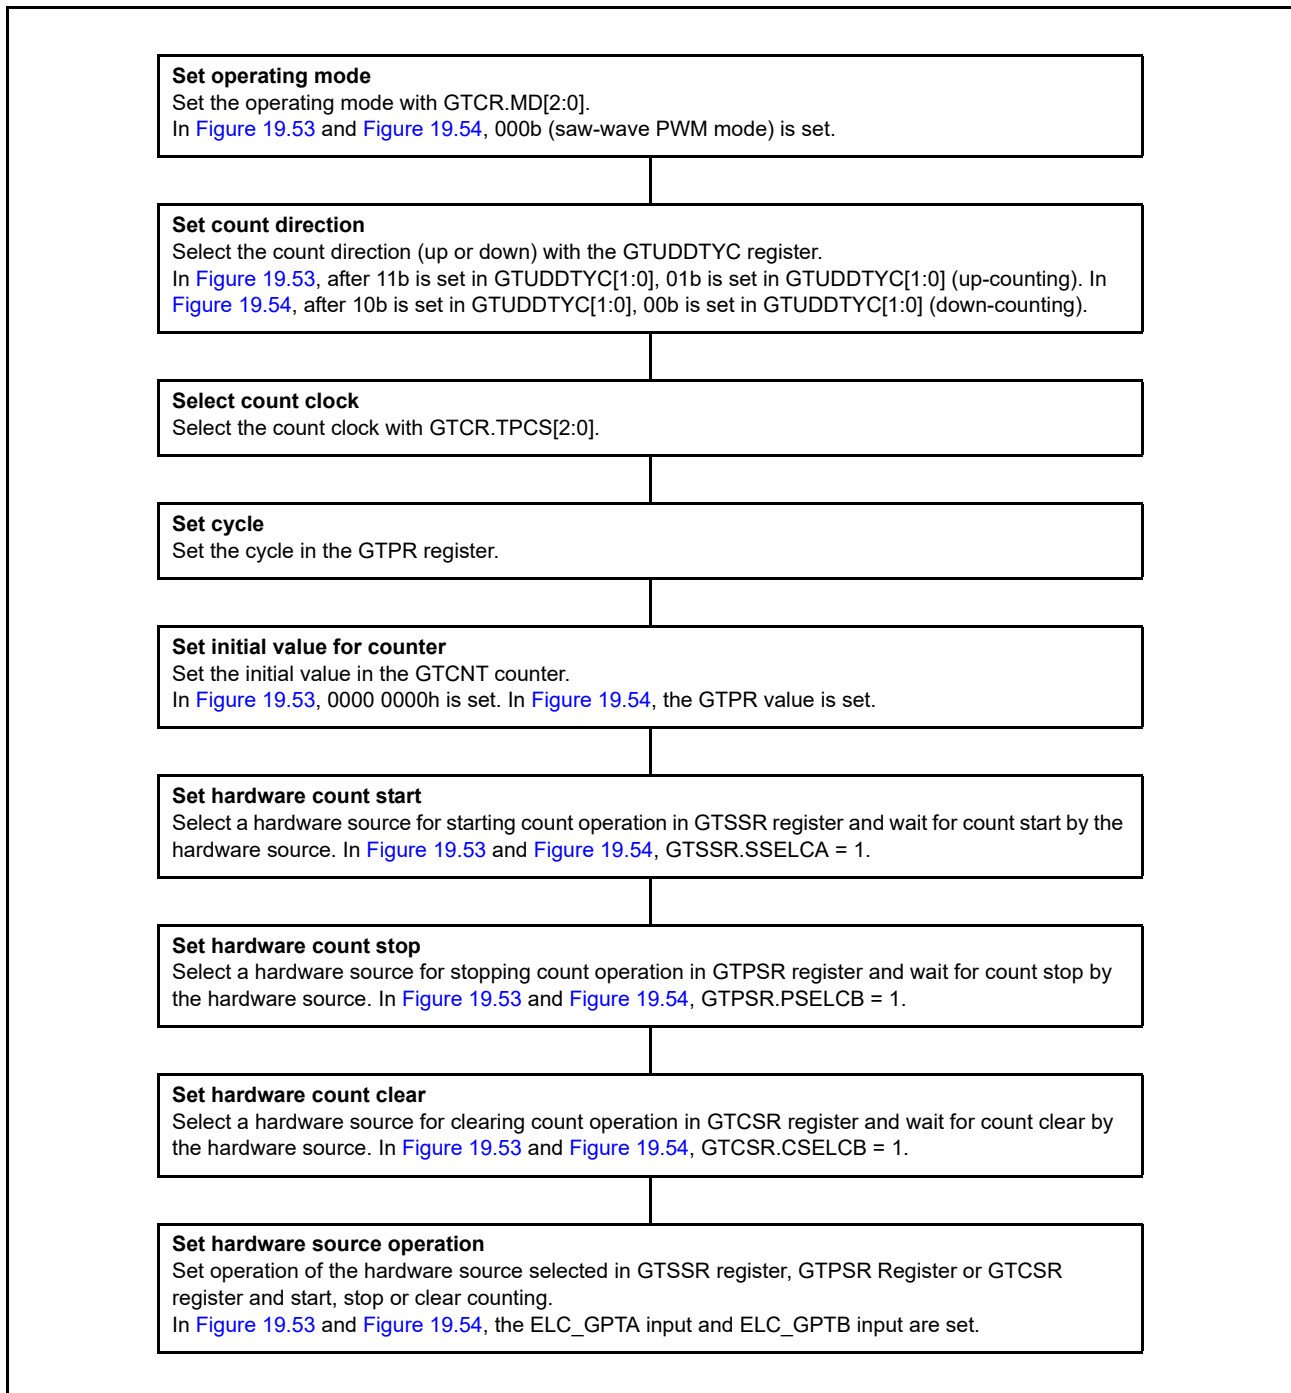 Set operating mode
Set the operating mode with GTCR.MD[2:0].
In Figure 19.53 and Figure 19.54, 000b (saw-wave PWM mode) is set.
Set count direction
Select the count direction (up or down) with the GTUDDTYC register.
In Figure 19.53, after 11b is set in GTUDDTYC[1:0], 01b is set in GTUDDTYC[1:0] (up-counting). In
Figure 19.54, after 10b is set in GTUDDTYC[1:0], 00b is set in GTUDDTYC[1:0] (down-counting).
Select count clock
Select the count clock with GTCR.TPCS[2:0].
Set cycle
Set the cycle in the GTPR register.
Set initial value for counter
Set the initial value in the GTCNT counter.
In Figure 19.53, 0000 0000h is set. In Figure 19.54, the GTPR value is set.
Set hardware count start
Select a hardware source for starting count operation in GTSSR register and wait for count start by the
hardware source. In Figure 19.53 and Figure 19.54, GTSSR.SSELCA = 1.
Set hardware count stop
Select a hardware source for stopping count operation in GTPSR register and wait for count stop by
the hardware source. In Figure 19.53 and Figure 19.54, GTPSR.PSELCB = 1.
Set hardware count clear
Select a hardware source for clearing count operation in GTCSR register and wait for count clear by
the hardware source. In Figure 19.53 and Figure 19.54, GTCSR.CSELCB = 1.
Set hardware source operation
Set operation of the hardware source selected in GTSSR register, GTPSR Register or GTCSR
register and start, stop or clear counting.
In Figure 19.53 and Figure 19.54, the ELC_GPTA input and ELC_GPTB input are set.